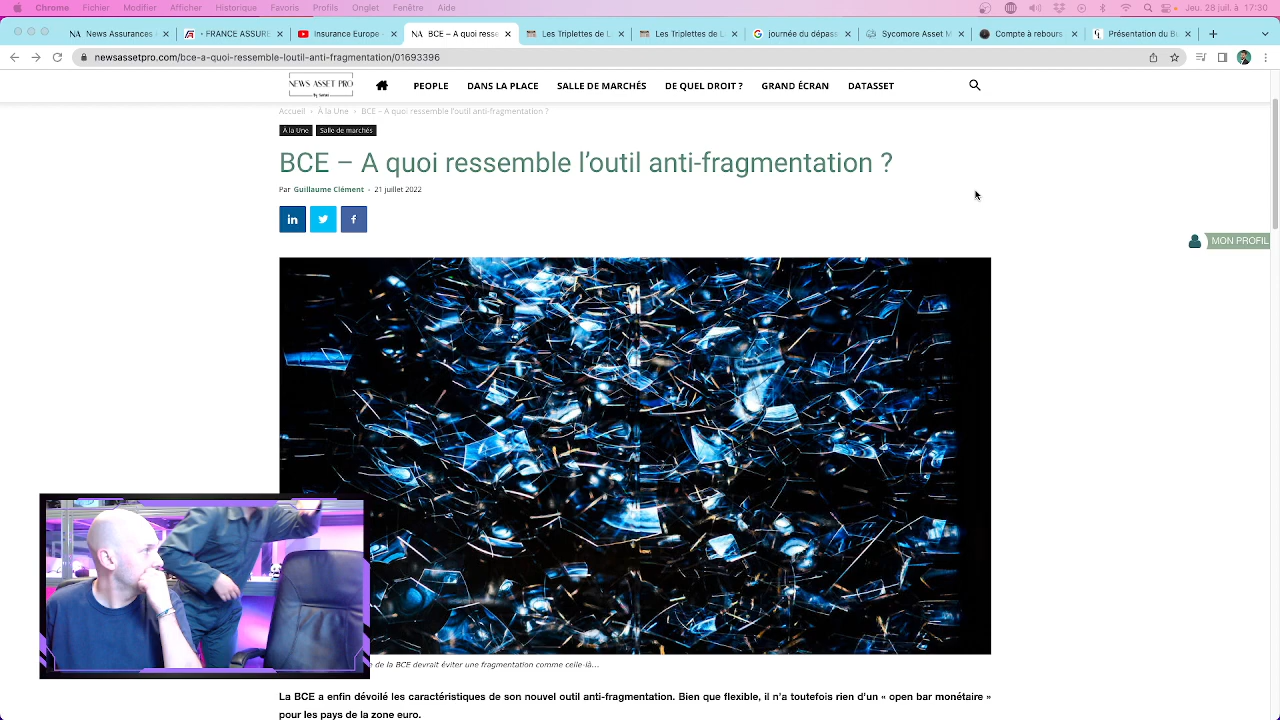 Chrome Fichier Modifier Affichage Historique Favoris Profils Onglet Fenêtre Aide
Jeu. 28 juil. à 17:30
NA News Assurances
- FRANCE ASSURE
Insurance Europe -
NA BCE – A quoi resse
Les Triplettes de L
Les Triplettes de L
journée du dépass
Sycomore Asset M
Compte à rebours
Présentation du Bu
newsassetpro.com/bce-a-quoi-ressemble-loutil-anti-fragmentation/01693396
NEWS ASSET PRO
PEOPLE DANS LA PLACE SALLE DE MARCHÉS DE QUEL DROIT ? GRAND ÉCRAN DATASSET
Accueil › À la Une › BCE – A quoi ressemble l'outil anti-fragmentation ?
À la Une Salle de marchés
BCE – A quoi ressemble l’outil anti-fragmentation ?
Par Guillaume Clément - 21 juillet 2022
MON PROFIL
de la BCE devrait éviter une fragmentation comme celle-là...
La BCE a enfin dévoilé les caractéristiques de son nouvel outil anti-fragmentation. Bien que flexible, il n'a toutefois rien d'un « open bar monétaire »
pour les pays de la zone euro.